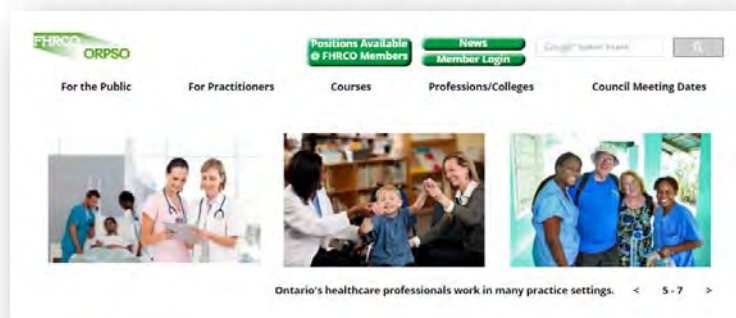 FHRCO
ORPSO
Positions Available
@ FHRCO Members
News
Member Login
For the Public
For Practitioners
Courses
Professions/Colleges
Council Meeting Dates
Ontario's healthcare professionals work in many practice settings. < 5 - 7 >